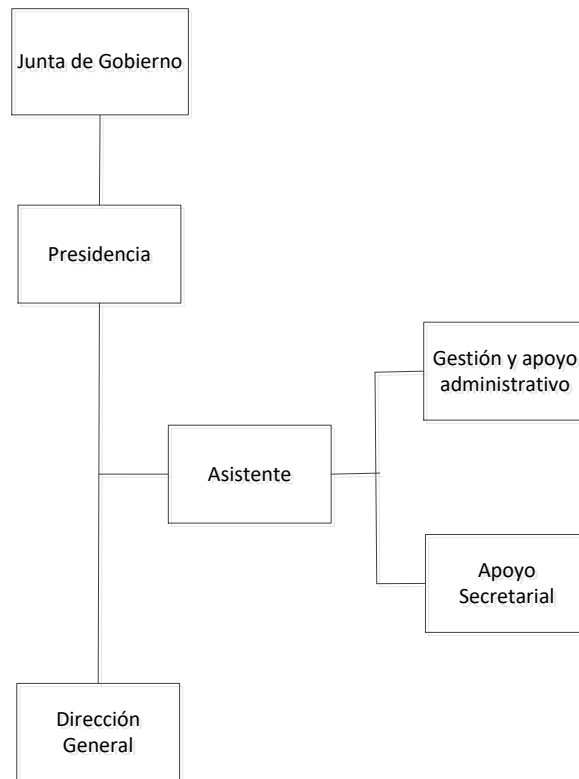 Junta de Gobierno
Presidencia
Gestión y apoyo
administrativo
Asistente
Apoyo
Secretarial
Dirección
General